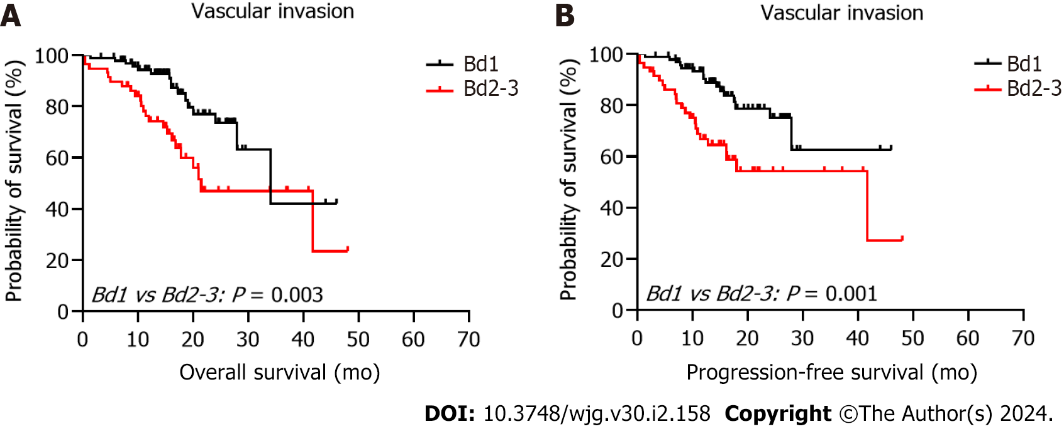 A
Vascular invasion
Probability of survival (%)
100
80
60
40
20
0
Bd1
Bd2-3
Bd1 vs Bd2-3: P = 0.003
0 10 20 30 40 50 60 70
Overall survival (mo)
B
Vascular invasion
Probability of survival (%)
100
80
60
40
20
0
Bd1
Bd2-3
Bd1 vs Bd2-3: P = 0.001
0 10 20 30 40 50 60 70
Progression-free survival (mo)
DOI: 10.3748/wjg.v30.i2.158 Copyright ©The Author(s) 2024.